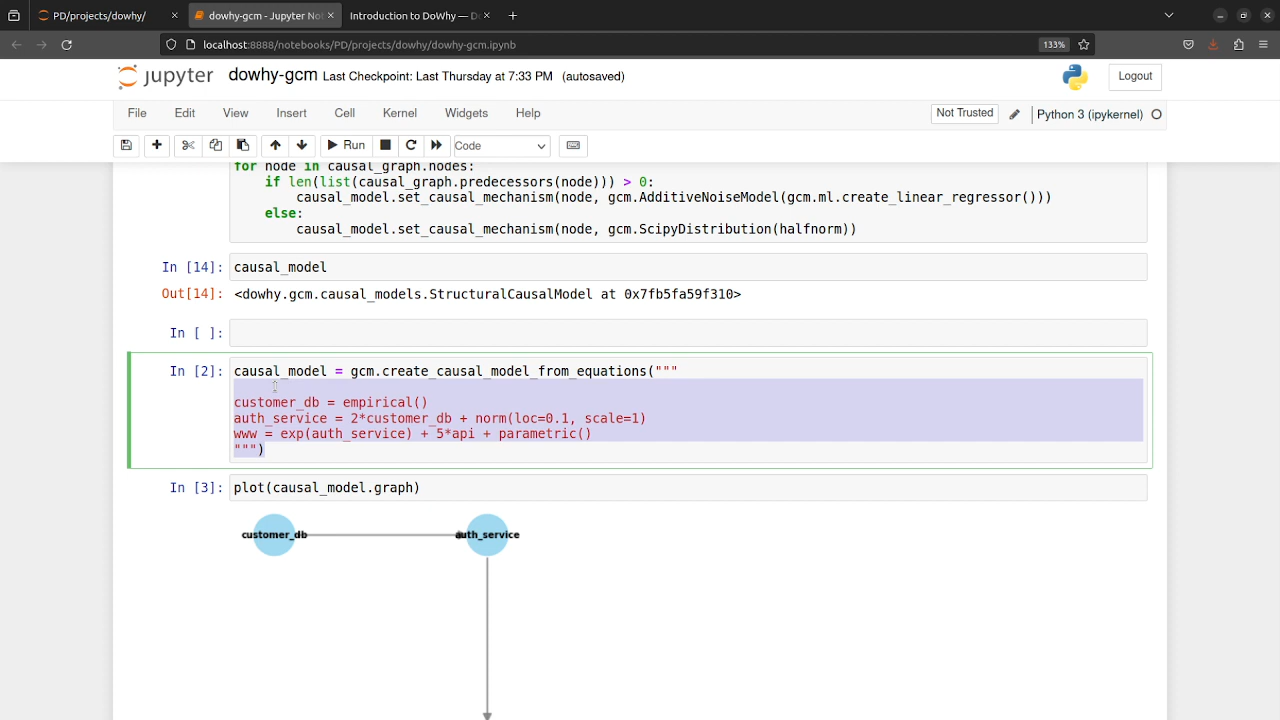 PD/projects/dowhy/
dowhy-gcm - Jupyter No
Introduction to DoWhy — D
localhost:8888/notebooks/PD/projects/dowhy/dowhy-gcm.ipynb
133%
jupyter
dowhy-gcm Last Checkpoint: Last Thursday at 7:33 PM (autosaved)
Logout
File Edit View Insert Cell Kernel Widgets Help
Not Trusted
Python 3 (ipykernel)
Run
Code
for node in causal_graph.nodes:
if len(list(causal_graph.predecessors(node))) > 0:
causal_model.set_causal_mechanism(node, gcm.AdditiveNoiseModel(gcm.ml.create_linear_regressor()))
else:
causal_model.set_causal_mechanism(node, gcm.ScipyDistribution(halfnorm))
In [14]: causal_model
Out[14]: <dowhy.gcm.causal_models.StructuralCausalModel at 0x7fb5fa59f310>
In [ ]:
In [2]: causal_model = gcm.create_causal_model_from_equations("""
customer_db = empirical()
auth_service = 2*customer_db + norm(loc=0.1, scale=1)
www = exp(auth_service) + 5*api + parametric()
""")
In [3]: plot(causal_model.graph)
customer_db
auth_service